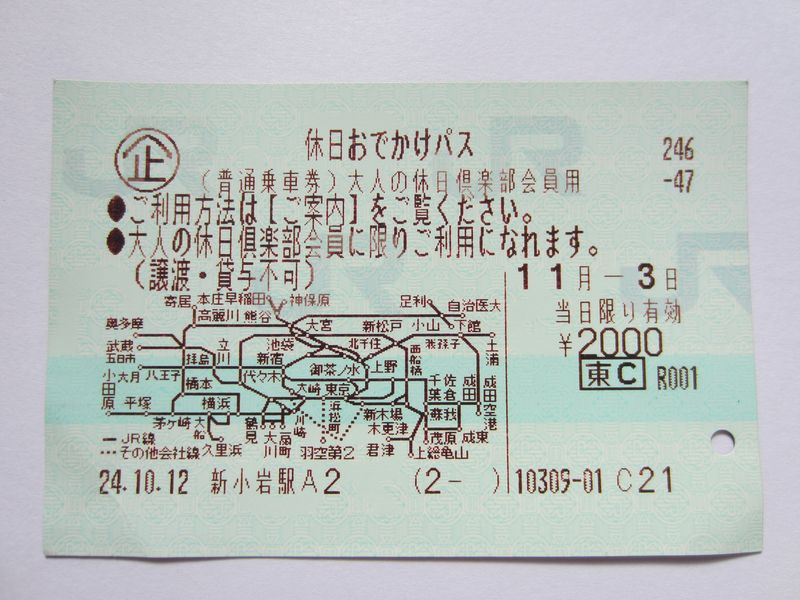 企
休日おでかけパス 246
(普通乗車券)大人の休日倶楽部会員用 -47
●ご利用方法は【ご案内】をご覧ください。
●大人の休日倶楽部会員に限りご利用になれます。
(譲渡・貸与不可) 11月-3日
当日限り有効
¥2000
東C R001
寄居 本庄早稲田 神保原 足利 自治医大
高麗川 熊谷 大宮 新松戸 小山 下館
奥多摩 立川 池袋 北千住 我孫子 土浦
武蔵五日市 拝島 新宿 御茶ノ水 上野 西船橋
小田原 大月 八王子 代々木 千葉 佐倉 成田 成田空港
橋本 大崎 東京 浜松町 新木場 蘇我
平塚 横浜 川崎 木更津
茅ヶ崎 大船 鶴見 大川 扇町 茂原 成東
久里浜 羽空第2 君津 上総亀山
JR線
その他会社線
24.10.12 新小岩駅A2 (2- ) 10309-01 C21
JR